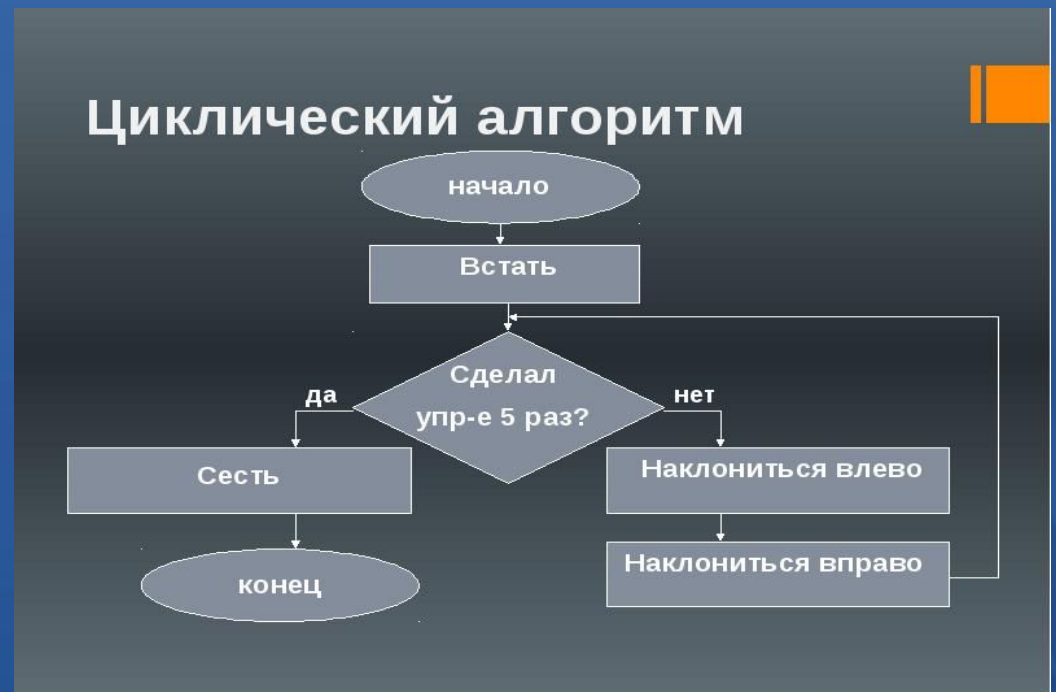 Циклический алгоритм
начало
Встать
Сделал
упр-е 5 раз?
да
нет
Сесть
Наклониться влево
Наклониться вправо
конец